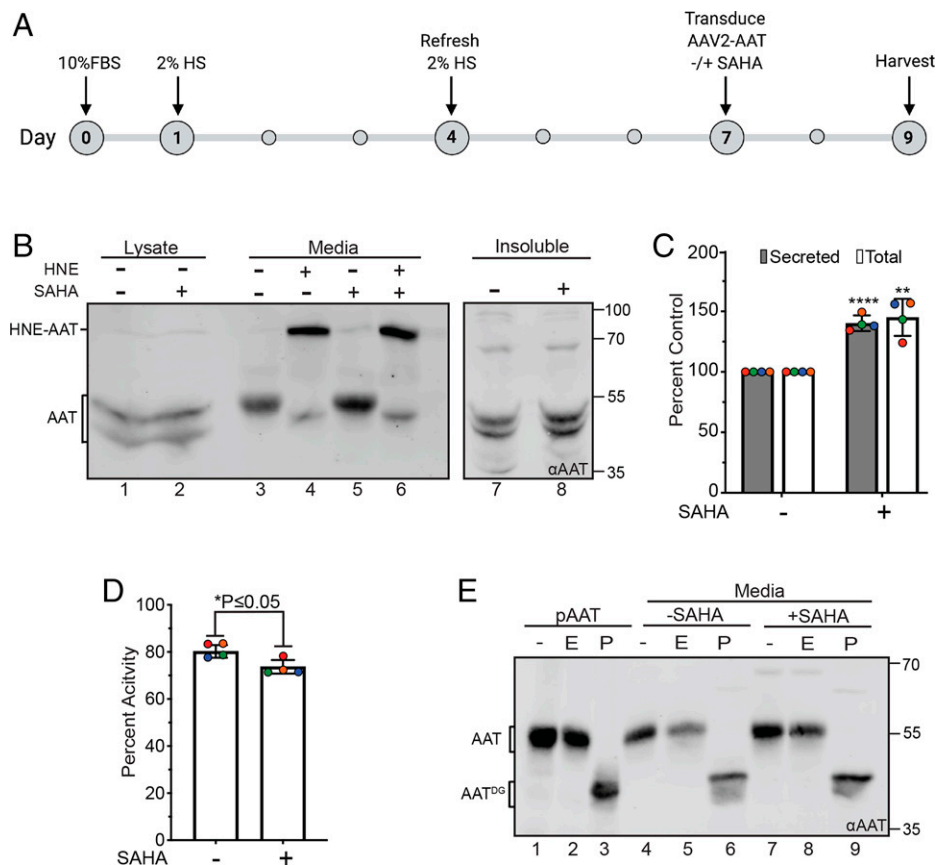 A
10%FBS
2% HS
Refresh
2% HS
Transduce
AAV2-AAT
-/+ SAHA
Harvest
Day 0 1 4 7 9
B
Lysate Media Insoluble
HNE - - - + - +
SAHA - + - - + + - +
HNE-AAT
AAT
100
70
55
35
αAAT
1 2 3 4 5 6 7 8
C
Secreted Total
Percent Control
200
150
100
50
0
**** **
SAHA - +
D
*P≤0.05
Percent Acitvity
100
80
60
40
20
0
SAHA - +
E
Media
pAAT -SAHA +SAHA
- E P - E P - E P
AAT
AATDG
70
55
35
αAAT
1 2 3 4 5 6 7 8 9